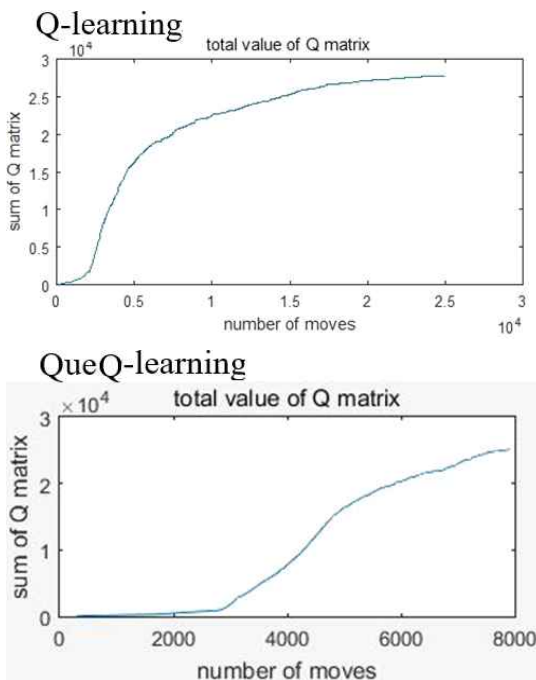 Q-learning
total value of Q matrix
10^4
3
2.5
2
1.5
1
0.5
0
sum of Q matrix
0 0.5 1 1.5 2 2.5 3
number of moves
10^4
QueQ-learning
total value of Q matrix
× 10^4
3
2
1
0
sum of Q matrix
0 2000 4000 6000 8000
number of moves